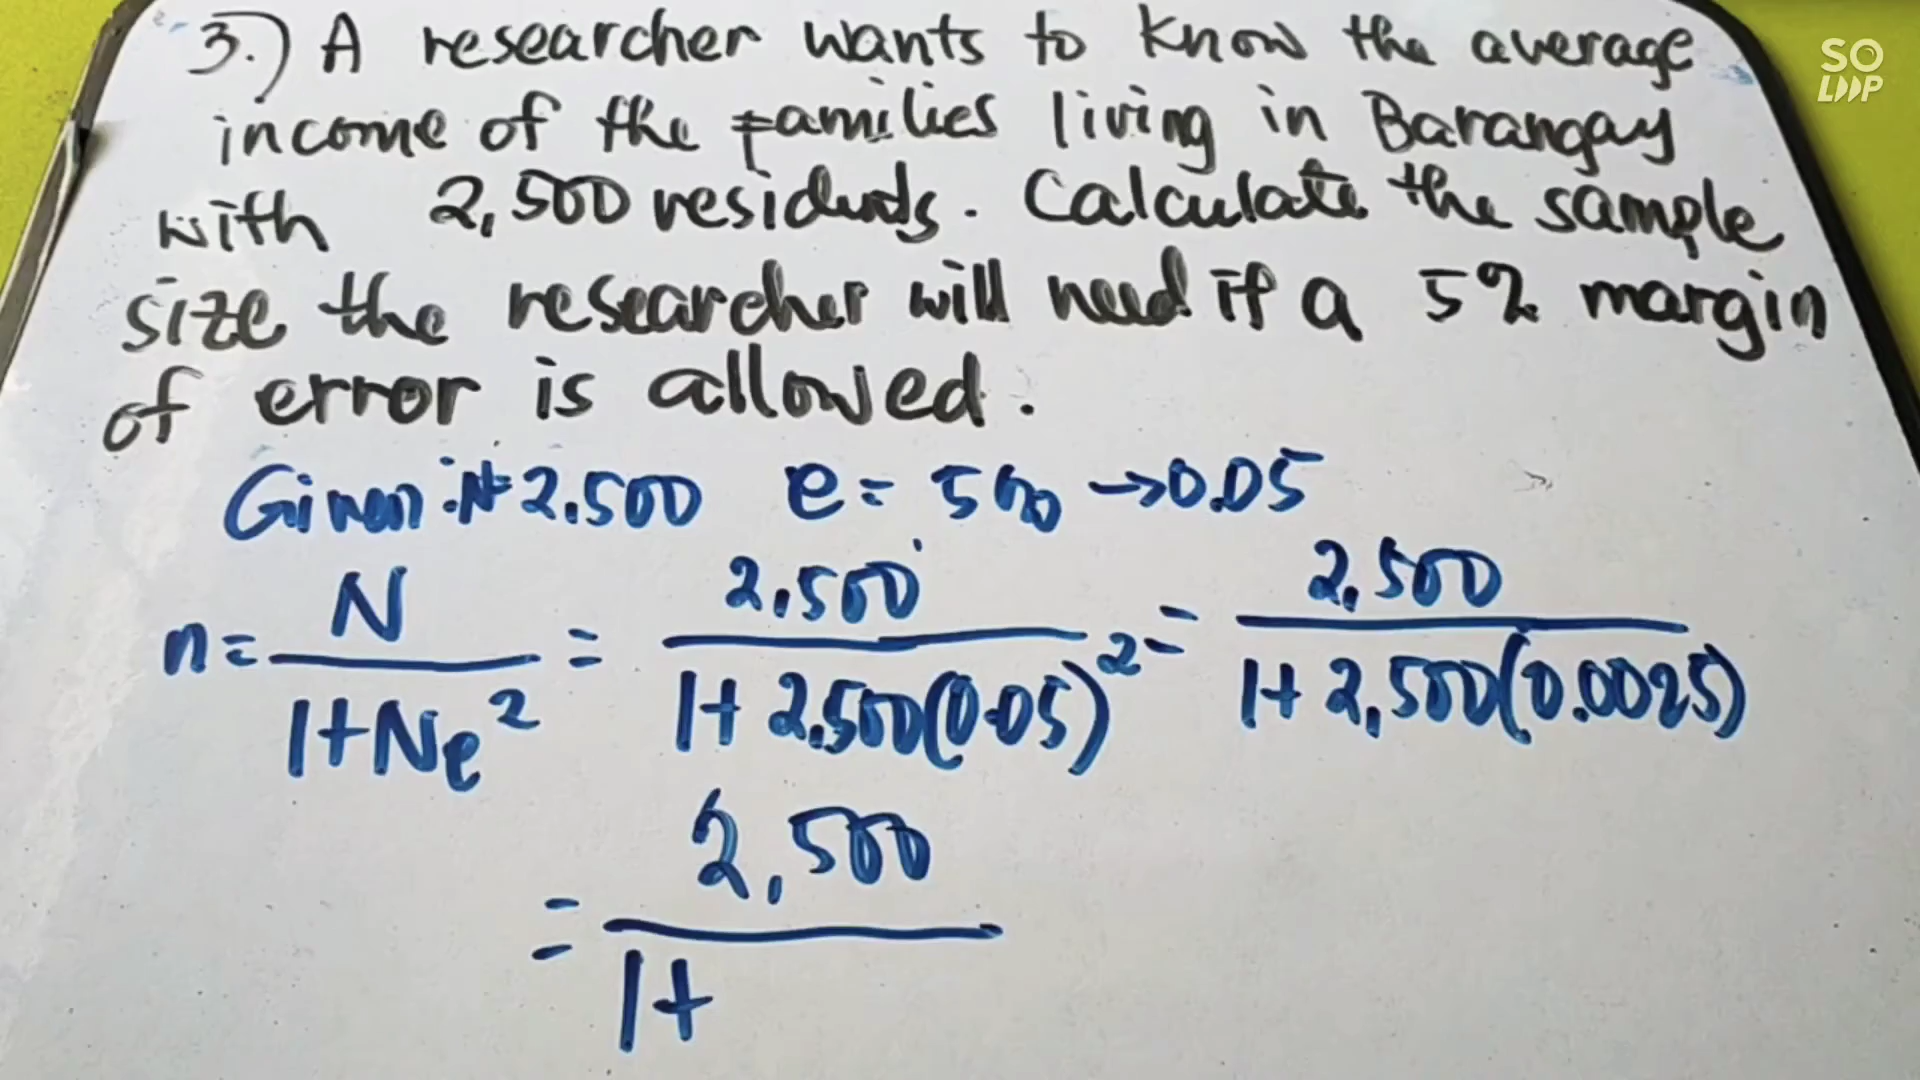 3.) A researcher wants to know the average
income of the families living in Barangay
with 2,500 residents. Calculate the sample
size the researcher will need if a 5% margin
of error is allowed.
Given: N=2,500 e = 5% → 0.05
n = N / 1+Ne² = 2,500 / 1+2,500(0.05)² = 2,500 / 1+2,500(0.0025)
= 2,500 / 1+
SOLOOP